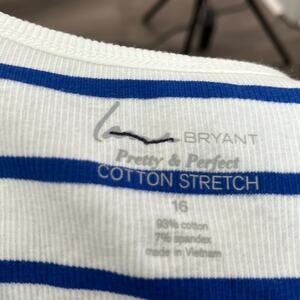 BRYANT
Pretty & Perfect
COTTON STRETCH
16
93% cotton
7% spandex
made in Vietnam